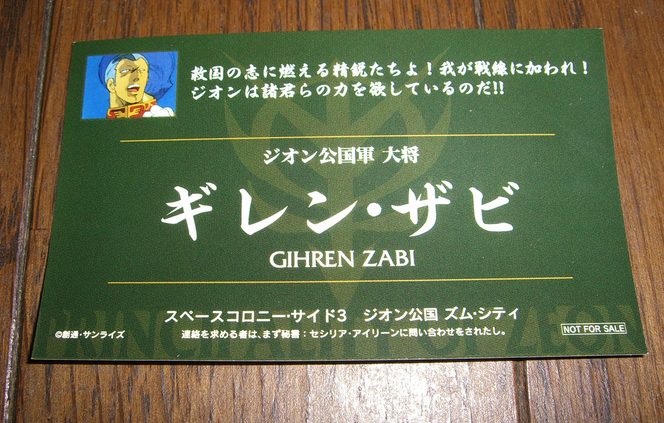 救国の志に燃える精鋭たちよ！我が戦線に加われ！
ジオンは諸君らの力を欲しているのだ!!
ジオン公国軍 大将
ギレン・ザビ
GIHREN ZABI
スペースコロニー・サイド3　ジオン公国 ズム・シティ
連絡を求める者は、まず秘書：セシリア・アイリーンに問い合わせをされたし。
©創通・サンライズ
NOT FOR SALE
PRINCIPALITY OF ZEON